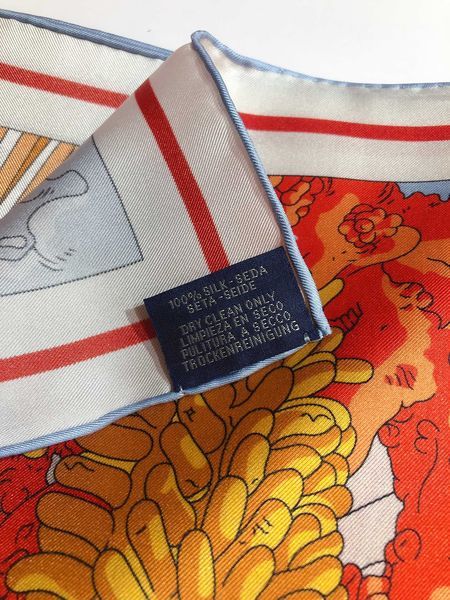 100% SILK-SEDA
SETA-SEIDE
DRY CLEAN ONLY
LIMPIEZA EN SECO
PULITURA A SECCO
TROCKENREINIGUNG